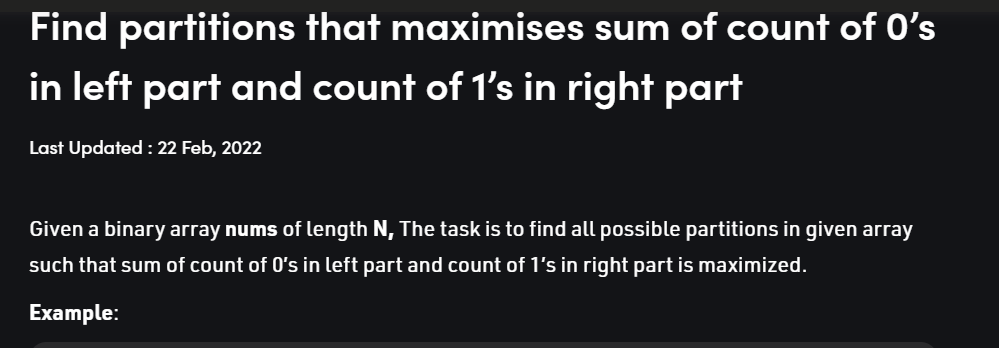 Find partitions that maximises sum of count of 0’s
in left part and count of 1’s in right part
Last Updated : 22 Feb, 2022
Given a binary array nums of length N, The task is to find all possible partitions in given array
such that sum of count of 0’s in left part and count of 1’s in right part is maximized.
Example: